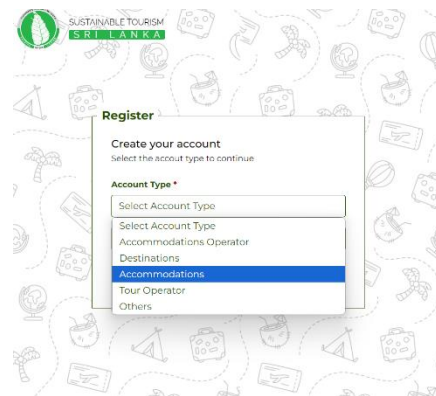 SUSTAINABLE TOURISM
SRI LANKA
Register
Create your account
Select the accout type to continue
Account Type *
Select Account Type
Select Account Type
Accommodations Operator
Destinations
Accommodations
Tour Operator
Others